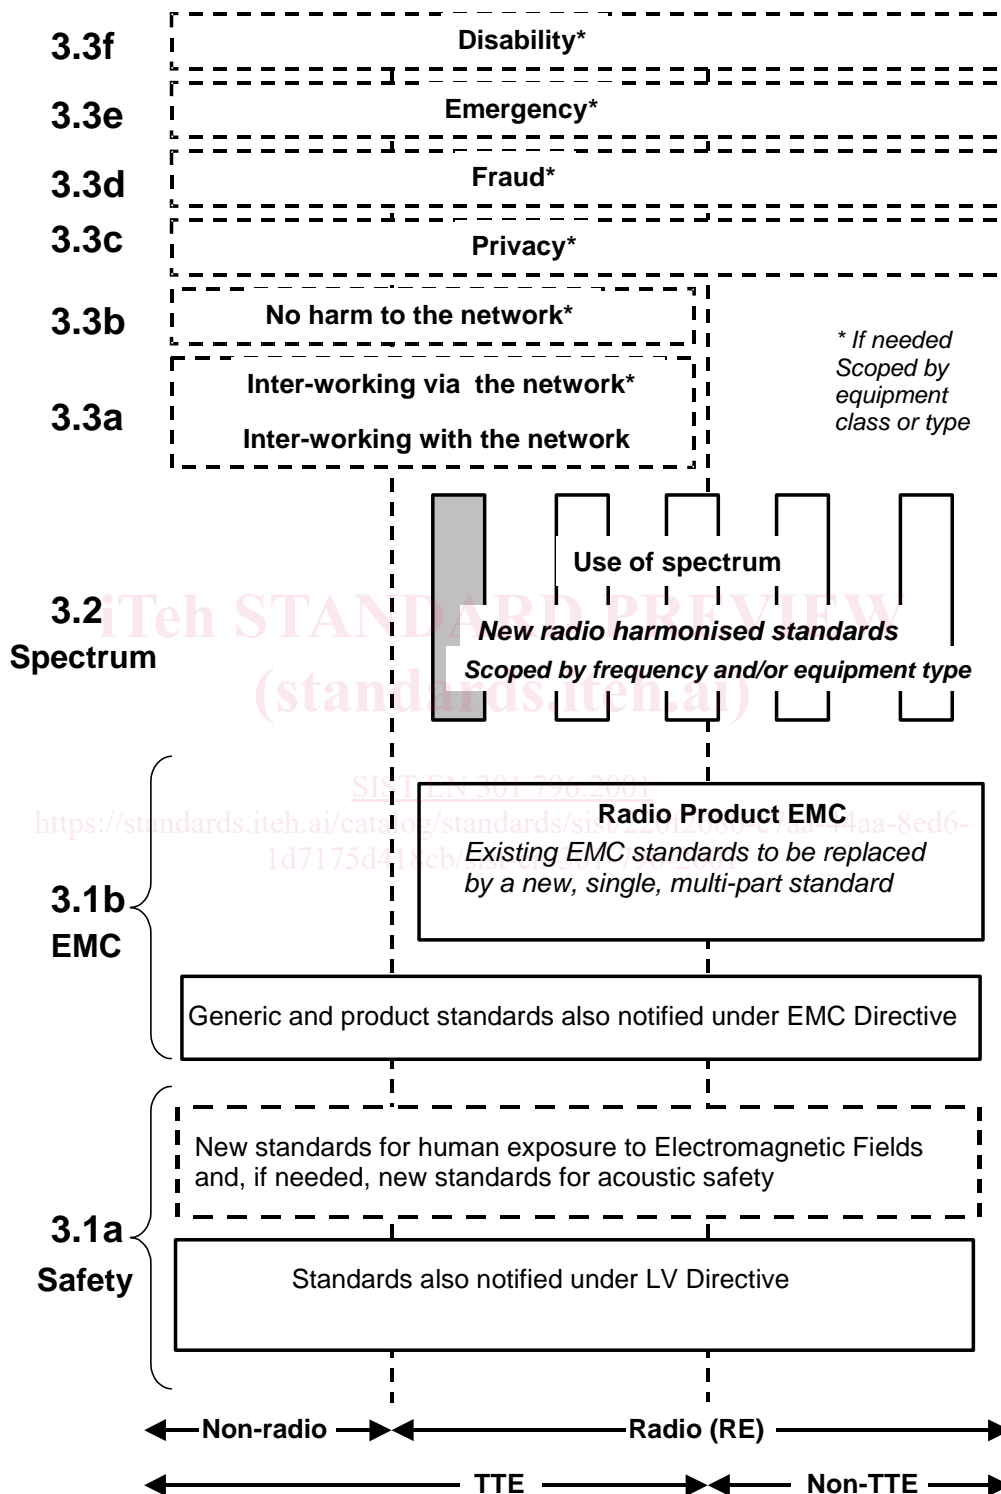 3.3f
Disability*
3.3e
Emergency*
3.3d
Fraud*
3.3c
Privacy*
3.3b
No harm to the network*
3.3a
Inter-working via the network*
Inter-working with the network
* If needed
Scoped by
equipment
class or type
3.2
Spectrum
Use of spectrum
New radio harmonised standards
Scoped by frequency and/or equipment type
iTeh STANDARD PREVIEW
(standards.iteh.ai)
SIST EN 301 796:2001
3.1b
EMC
Radio Product EMC
Existing EMC standards to be replaced
by a new, single, multi-part standard
Generic and product standards also notified under EMC Directive
3.1a
Safety
New standards for human exposure to Electromagnetic Fields
and, if needed, new standards for acoustic safety
Standards also notified under LV Directive
Non-radio
Radio (RE)
TTE
Non-TTE